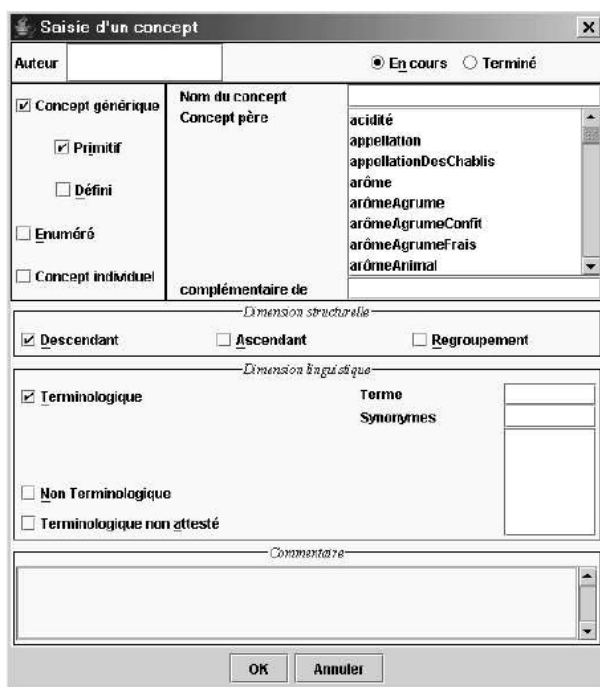 Saisie d'un concept
Auteur
En cours
Terminé
Concept générique
Primitif
Défini
Enuméré
Concept individuel
Nom du concept
Concept père
acidité
appellation
appellationDesChablis
arôme
arômeAgrume
arômeAgrumeConfit
arômeAgrumeFrais
arômeAnimal
complémentaire de
Dimension structurelle
Descendant
Ascendant
Regroupement
Dimension linguistique
Terminologique
Terme
Synonymes
Non Terminologique
Terminologique non attesté
Commentaire
OK
Annuler